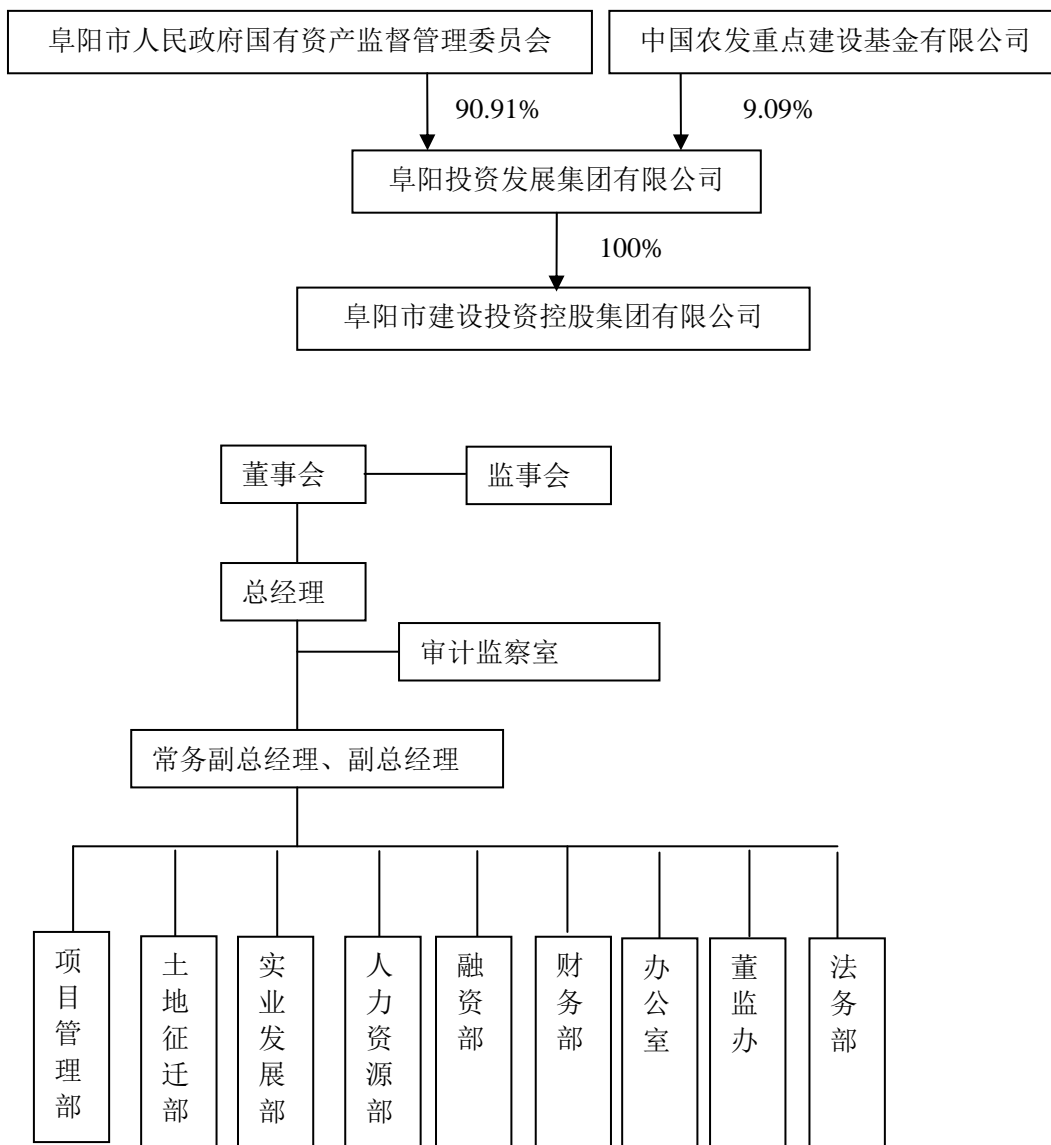 阜阳市人民政府国有资产监督管理委员会
中国农发重点建设基金有限公司
90.91%
9.09%
阜阳投资发展集团有限公司
100%
阜阳市建设投资控股集团有限公司
董事会
监事会
总经理
审计监察室
常务副总经理、副总经理
项目管理部
土地征迁部
实业发展部
人力资源部
融资部
财务部
办公室
董监办
法务部